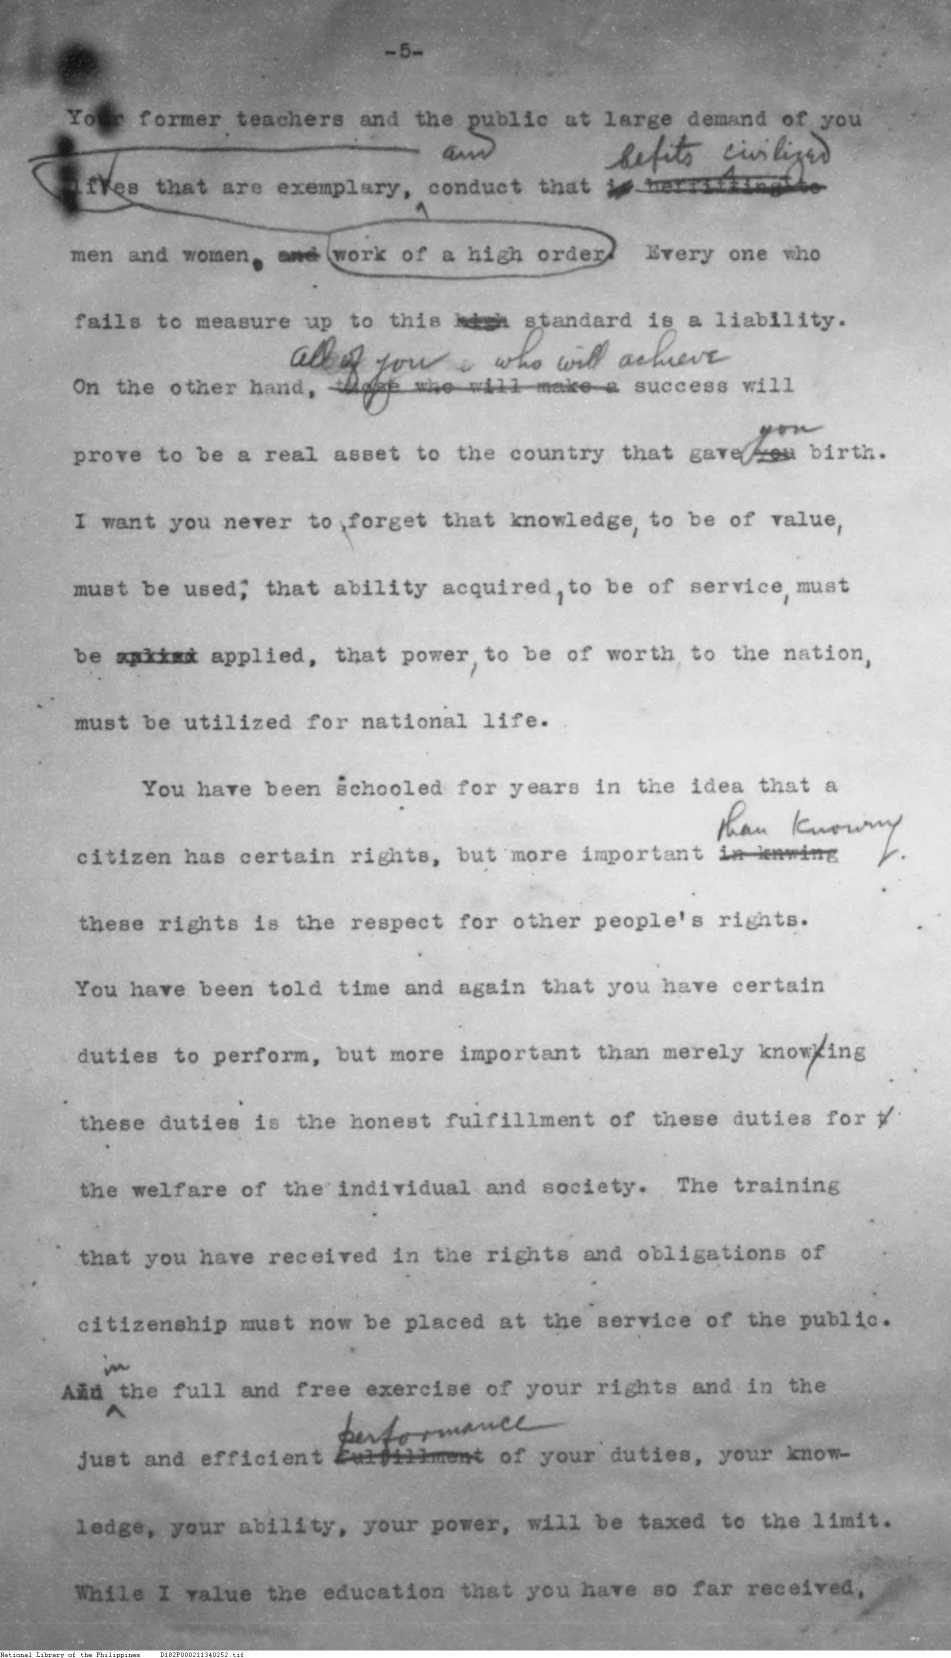 -5-
Your former teachers and the public at large demand of you
and befits civilized
lives that are exemplary, conduct that is befitting to
men and women, and work of a high order. Every one who
fails to measure up to this high standard is a liability.
all of you who will achieve
On the other hand, those who will make a success will
you
prove to be a real asset to the country that gave you birth.
I want you never to forget that knowledge, to be of value,
must be used; that ability acquired, to be of service, must
be applied, that power, to be of worth to the nation,
must be utilized for national life.
You have been schooled for years in the idea that a
than knowing
citizen has certain rights, but more important in knwing
these rights is the respect for other people's rights.
You have been told time and again that you have certain
duties to perform, but more important than merely knowking
these duties is the honest fulfillment of these duties for t
the welfare of the individual and society. The training
that you have received in the rights and obligations of
citizenship must now be placed at the service of the public.
in
And the full and free exercise of your rights and in the
performance
just and efficient fulfillment of your duties, your know-
ledge, your ability, your power, will be taxed to the limit.
While I value the education that you have so far received,
National Library of the Philippines D182P000211340252.tif